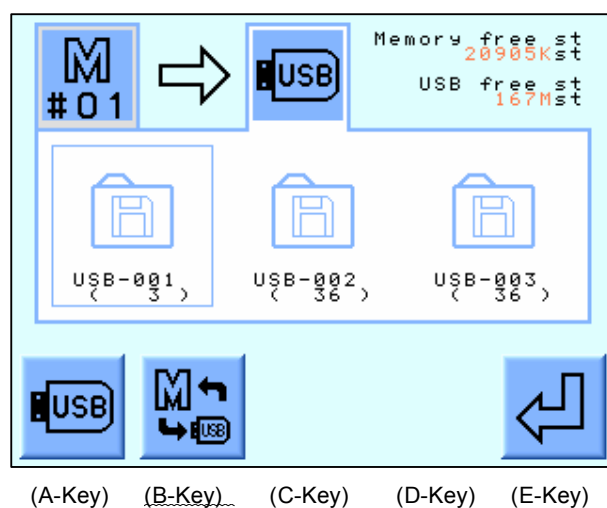 M
#01
USB
Memory free st
20905Kst
USB free st
167Mst
USB-001
( 3 )
USB-002
( 36 )
USB-003
( 36 )
USB
M
USB
(A-Key) (B-Key) (C-Key) (D-Key) (E-Key)